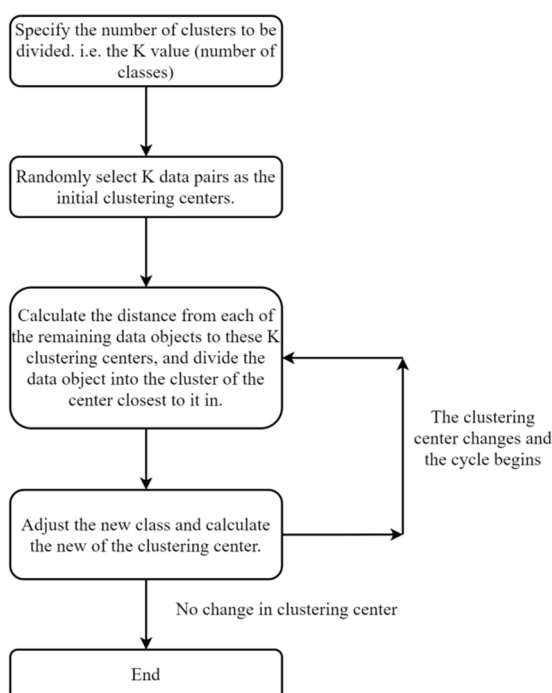 Specify the number of clusters to be
divided. i.e. the K value (number of
classes)
Randomly select K data pairs as the
initial clustering centers.
Calculate the distance from each of
the remaining data objects to these K
clustering centers, and divide the
data object into the cluster of the
center closest to it in.
The clustering
center changes and
the cycle begins
Adjust the new class and calculate
the new of the clustering center.
No change in clustering center
End